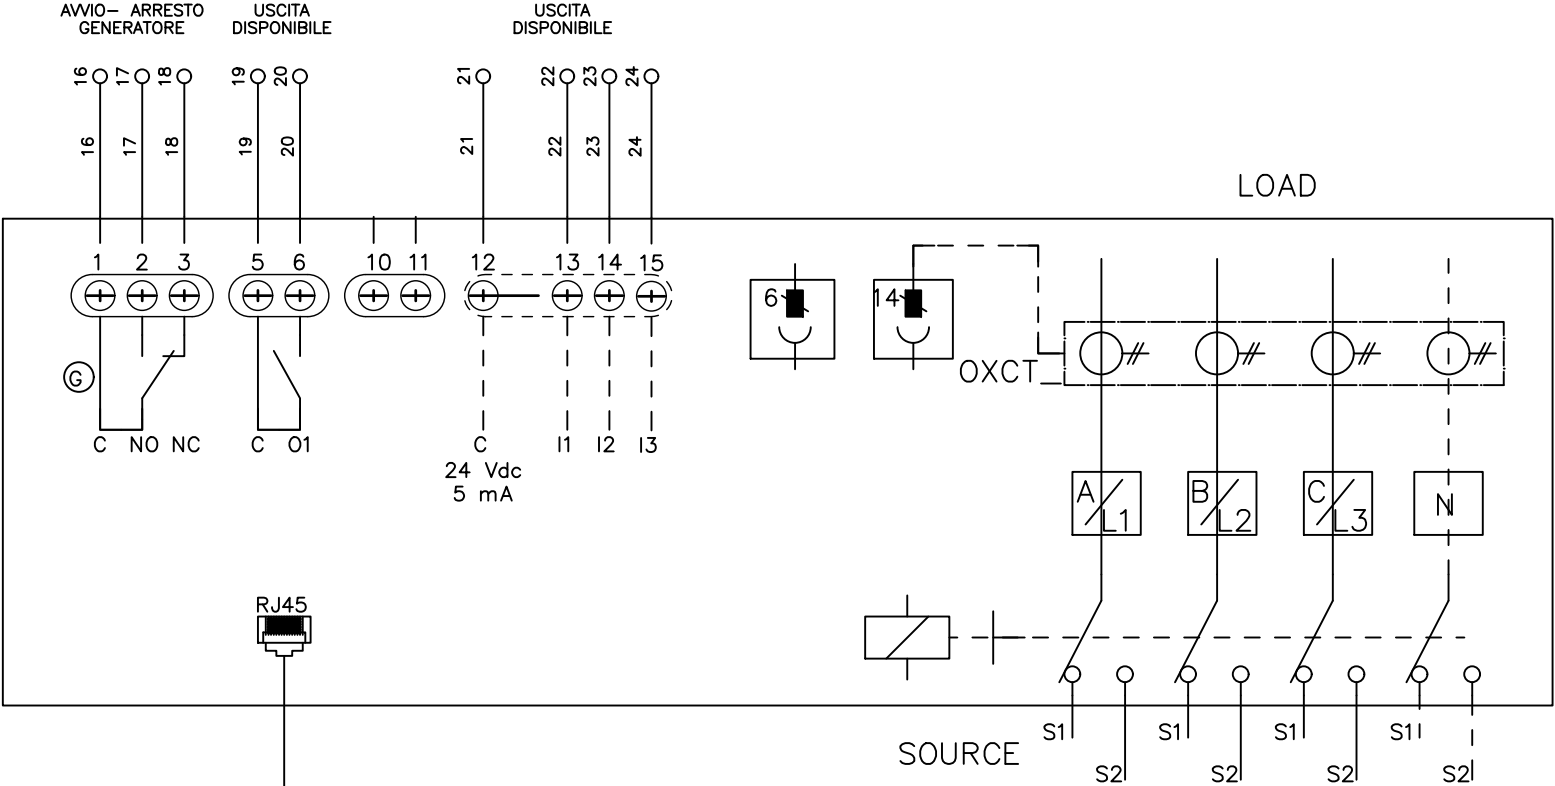 AVVIO- ARRESTO
GENERATORE
USCITA
DISPONIBILE
USCITA
DISPONIBILE
16 17 18 19 20 21 22 23 24
16 17 18 19 20 21 22 23 24
LOAD
1 2 3 5 6 10 11 12 13 14 15
6 14
OXCT
G
C NO NC C O1 C I1 I2 I3
24 Vdc
5 mA
A L1 B L2 C L3 N
RJ45
SOURCE
S1 S1 S1 S1
S2 S2 S2 S2